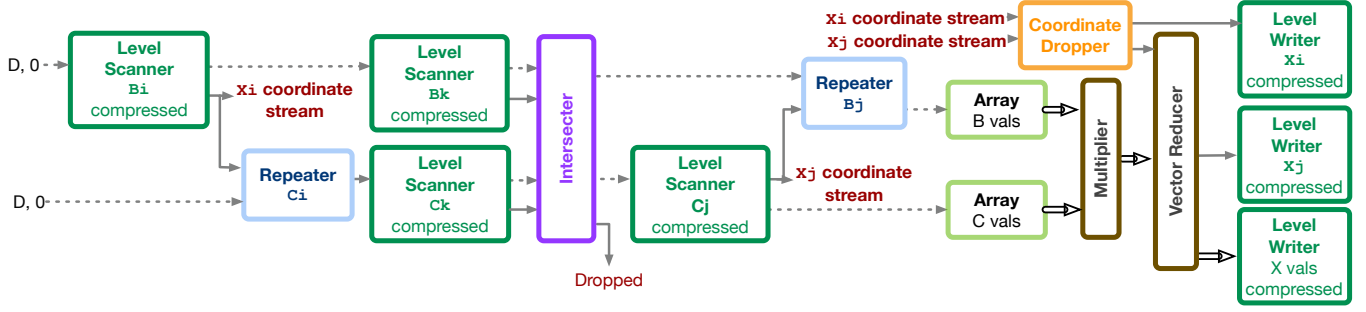 D, 0
Level
Scanner
Bi
compressed
Xi coordinate
stream
D, 0
Repeater
Ci
Level
Scanner
Bk
compressed
Level
Scanner
Ck
compressed
Intersecter
Dropped
Level
Scanner
Cj
compressed
Xj coordinate
stream
Repeater
Bj
Array
B vals
Array
C vals
Multiplier
Xi coordinate stream
Xj coordinate stream
Coordinate
Dropper
Vector Reducer
Level
Writer
Xi
compressed
Level
Writer
Xj
compressed
Level
Writer
X vals
compressed